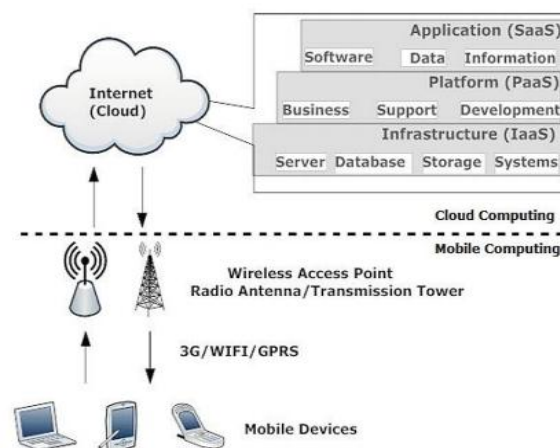 Application (SaaS)
Software Data Information
Platform (PaaS)
Business Support Development
Infrastructure (IaaS)
Server Database Storage Systems
Internet
(Cloud)
Cloud Computing
Mobile Computing
Wireless Access Point
Radio Antenna/Transmission Tower
3G/WIFI/GPRS
Mobile Devices